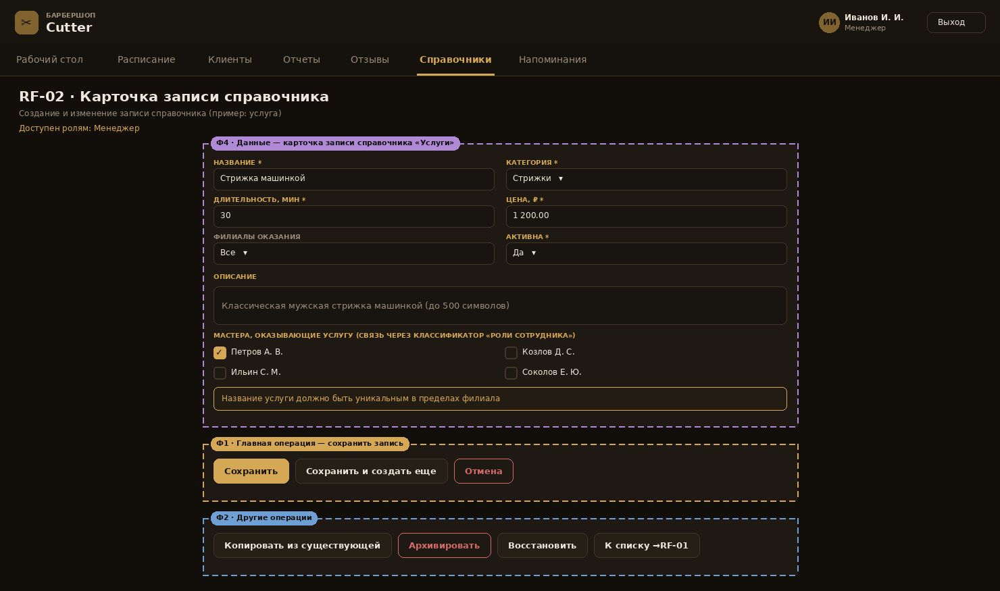 ✂
БАРБЕРШОП
Cutter
ИИ
Иванов И. И.
Менеджер
Выход
Рабочий стол Расписание Клиенты Отчеты Отзывы Справочники Напоминания
RF-02 · Карточка записи справочника
Создание и изменение записи справочника (пример: услуга)
Доступен ролям: Менеджер
Ф4 · Данные — карточка записи справочника «Услуги»
НАЗВАНИЕ * КАТЕГОРИЯ *
Стрижка машинкой Стрижки ▾
ДЛИТЕЛЬНОСТЬ, МИН * ЦЕНА, ₽ *
30 1 200.00
ФИЛИАЛЫ ОКАЗАНИЯ АКТИВНА *
Все ▾ Да ▾
ОПИСАНИЕ
Классическая мужская стрижка машинкой (до 500 символов)
МАСТЕРА, ОКАЗЫВАЮЩИЕ УСЛУГУ (СВЯЗЬ ЧЕРЕЗ КЛАССИФИКАТОР «РОЛИ СОТРУДНИКА»)
✓ Петров А. В. Козлов Д. С.
Ильин С. М. Соколов Е. Ю.
Название услуги должно быть уникальным в пределах филиала
Ф1 · Главная операция — сохранить запись
Сохранить Сохранить и создать еще Отмена
Ф2 · Другие операции
Копировать из существующей Архивировать Восстановить К списку →RF-01